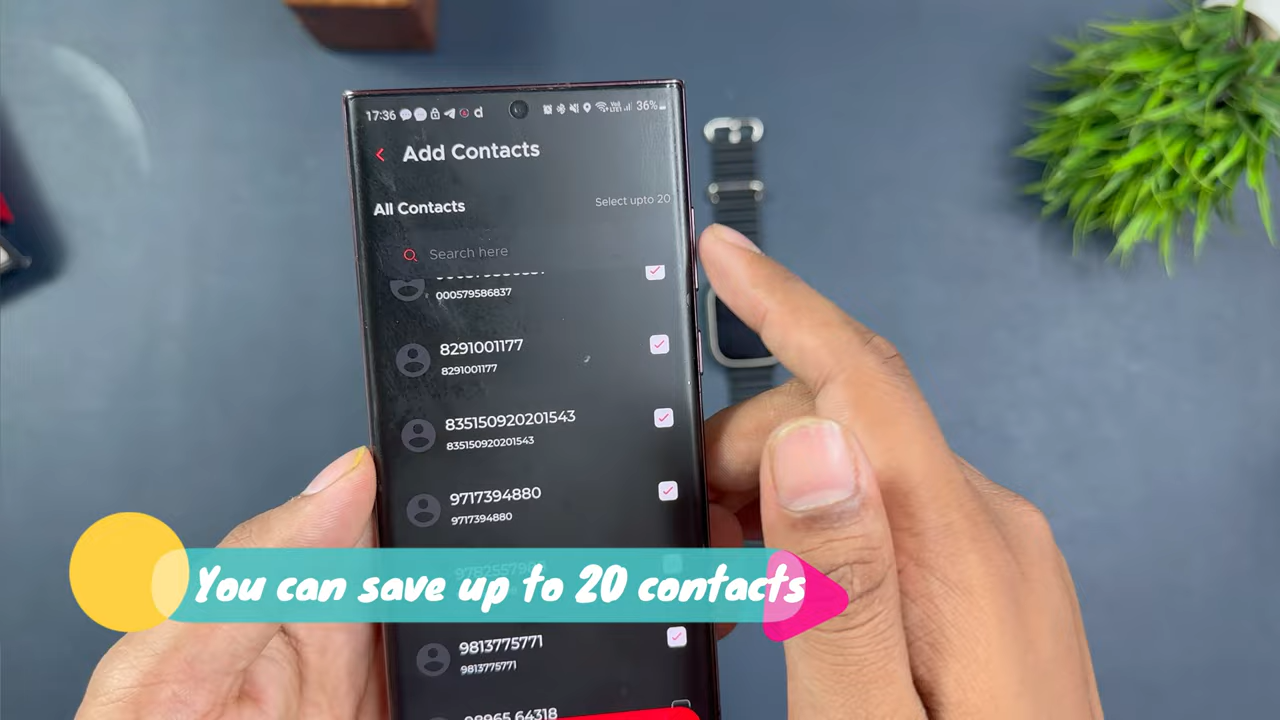 17:36
36%
Add Contacts
All Contacts
Select upto 20
Search here
000579586837
8291001177
8291001177
835150920201543
835150920201543
9717394880
9717394880
You can save up to 20 contacts
9813775771
9813775771